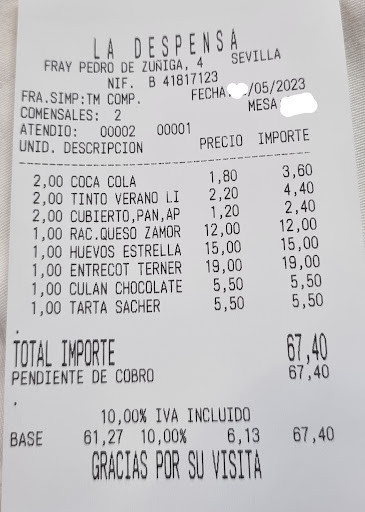 LA DESPENSA
FRAY PEDRO DE ZUÑIGA, 4 SEVILLA
NIF. B 41817123
FRA.SIMP:TM COMP. FECHA. /05/2023
COMENSALES: 2 MESA
ATENDIO: 00002 00001
UNID. DESCRIPCION PRECIO IMPORTE
2,00 COCA COLA 1,80 3,60
2,00 TINTO VERANO LI 2,20 4,40
2,00 CUBIERTO,PAN,AP 1,20 2,40
1,00 RAC.QUESO ZAMOR 12,00 12,00
1,00 HUEVOS ESTRELLA 15,00 15,00
1,00 ENTRECOT TERNER 19,00 19,00
1,00 CULAN CHOCOLATE 5,50 5,50
1,00 TARTA SACHER 5,50 5,50
.
TOTAL IMPORTE 67,40
PENDIENTE DE COBRO 67,40
.
10,00% IVA INCLUIDO
BASE 61,27 10,00% 6,13 67,40
GRACIAS POR SU VISITA